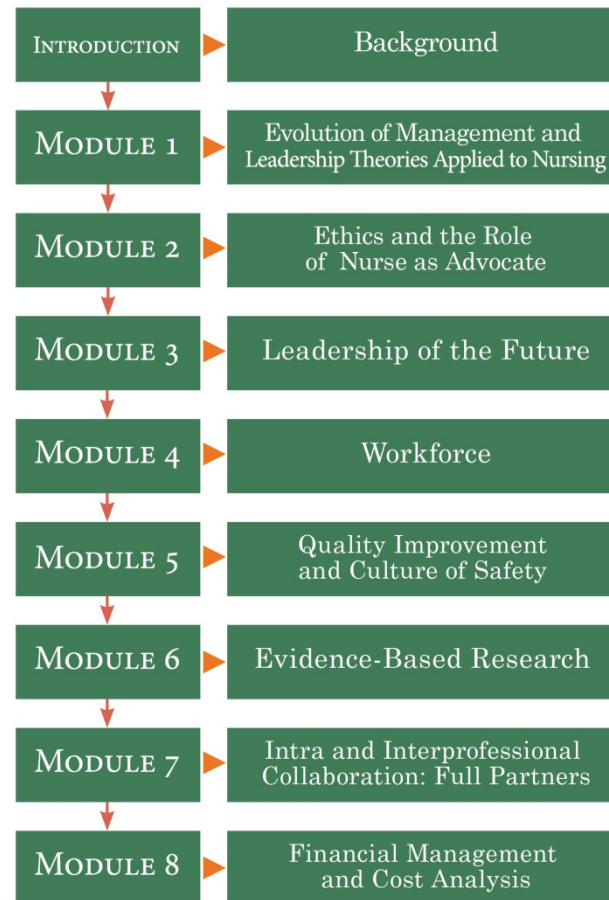 INTRODUCTION
Background
MODULE 1
Evolution of Management and
Leadership Theories Applied to Nursing
MODULE 2
Ethics and the Role
of Nurse as Advocate
MODULE 3
Leadership of the Future
MODULE 4
Workforce
MODULE 5
Quality Improvement
and Culture of Safety
MODULE 6
Evidence-Based Research
MODULE 7
Intra and Interprofessional
Collaboration: Full Partners
MODULE 8
Financial Management
and Cost Analysis